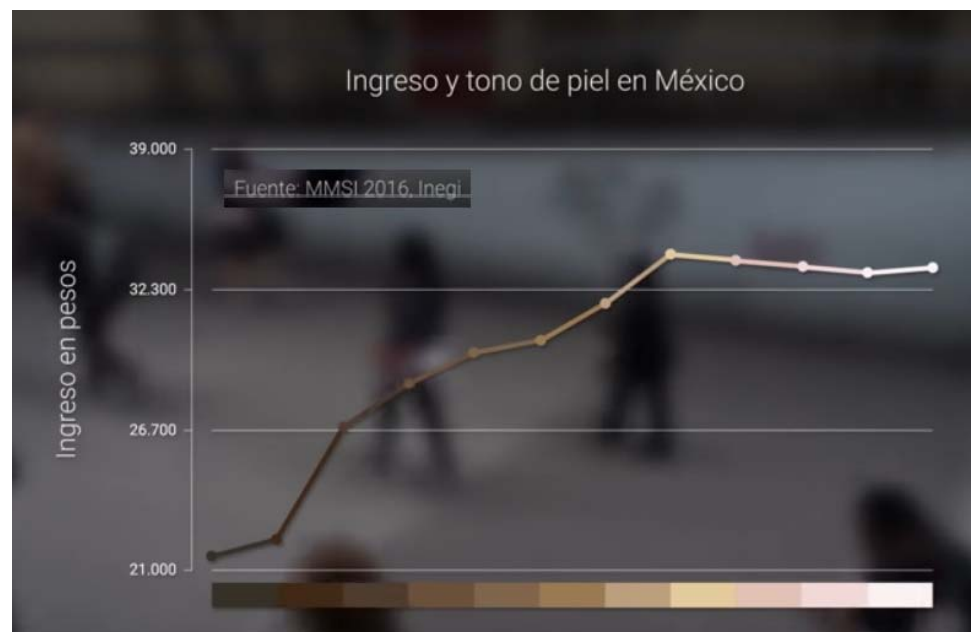 Ingreso y tono de piel en México
39.000
Fuente: MMSI 2016, Inegi
Ingreso en pesos
32.300
26.700
21.000